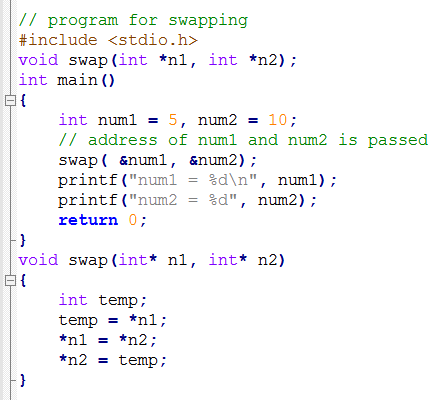 // program for swapping
#include <stdio.h>
void swap(int *n1, int *n2);
int main()
{
    int num1 = 5, num2 = 10;
    // address of num1 and num2 is passed
    swap( &num1, &num2);
    printf("num1 = %d\n", num1);
    printf("num2 = %d", num2);
    return 0;
}
void swap(int* n1, int* n2)
{
    int temp;
    temp = *n1;
    *n1 = *n2;
    *n2 = temp;
}